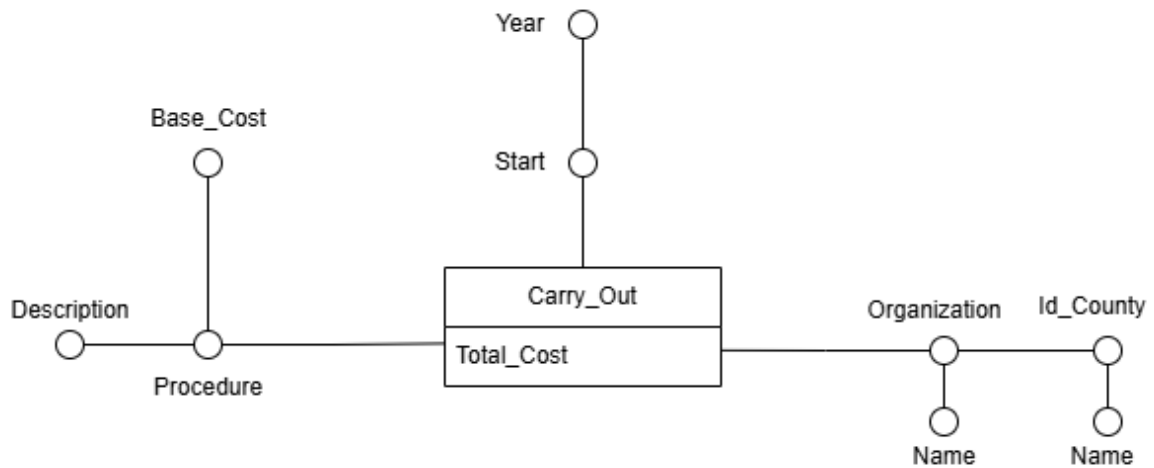 Year
Base_Cost
Start
Carry_Out
Description
Organization
Id_County
Total_Cost
Procedure
Name
Name